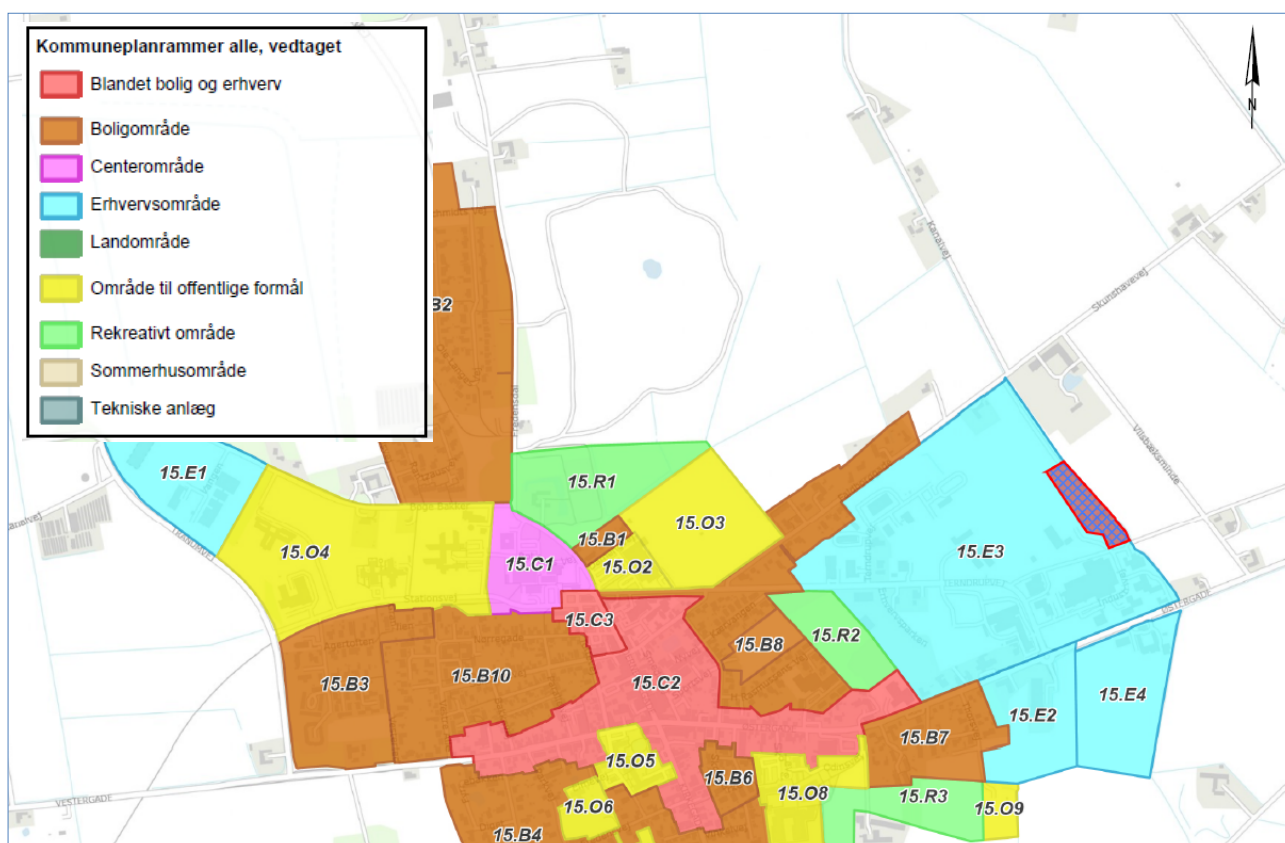 Kommuneplanrammer alle, vedtaget
Blandet bolig og erhverv
Boligområde
Centerområde
Erhvervsområde
Landområde
Område til offentlige formål
Rekreativt område
Sommerhusområde
Tekniske anlæg
N
Kanalvej
Skunshavevej
Vilsbæksminde
B2
Fredensdal
15.E1
15.R1
15.O3
15.O4
15.B1
15.E3
15.C1
15.O2
Stationsvej
15.C3
ØSTERGADE
15.R2
15.B8
15.B3
15.B10
15.C2
15.E4
15.E2
15.B7
15.O5
15.B6
15.O8
15.R3
VESTERGADE
15.O6
15.O9
15.B4